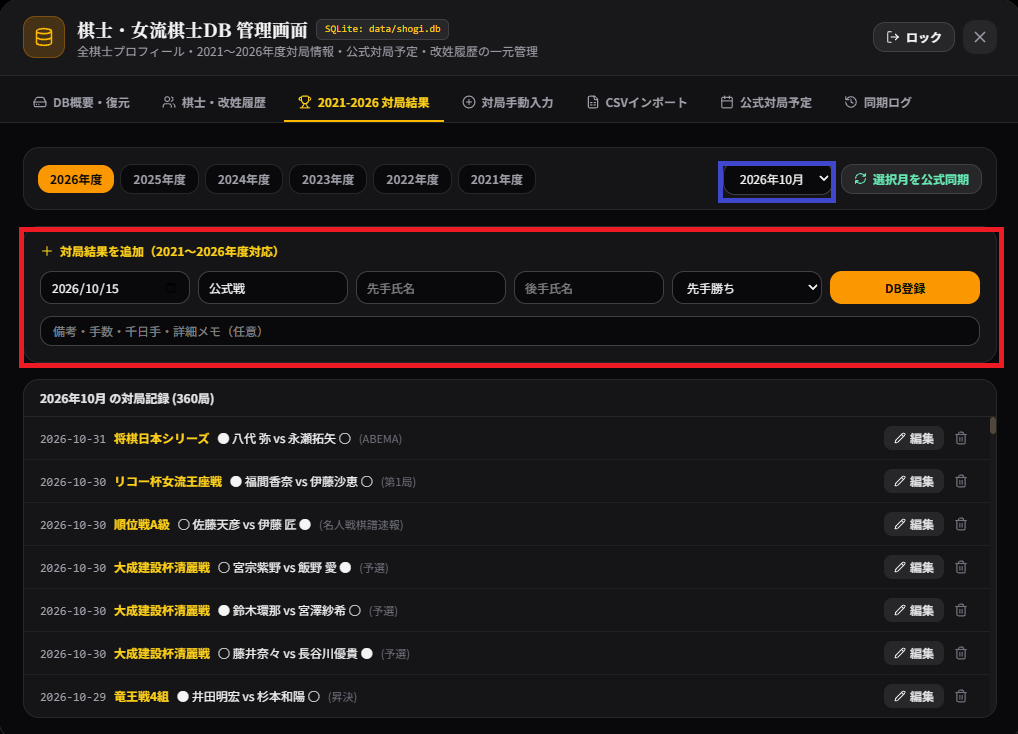 棋士・女流棋士DB 管理画面 SQLite: data/shogi.db
全棋士プロフィール・2021〜2026年度対局情報・公式対局予定・改姓履歴の一元管理
ロック
DB概要・復元 棋士・改姓履歴 2021-2026 対局結果 対局手動入力 CSVインポート 公式対局予定 同期ログ
2026年度 2025年度 2024年度 2023年度 2022年度 2021年度 2026年10月 選択月を公式同期
対局結果を追加（2021〜2026年度対応）
2026/10/15 公式戦 先手氏名 後手氏名 先手勝ち DB登録
備考・手数・千日手・詳細メモ（任意）
2026年10月 の対局記録 (360局)
2026-10-31 将棋日本シリーズ ●八代 弥 vs 永瀬拓矢 ○ (ABEMA) 編集
2026-10-30 リコー杯女流王座戦 ●福間香奈 vs 伊藤沙恵 ○ (第1局) 編集
2026-10-30 順位戦A級 ○佐藤天彦 vs 伊藤 匠 ● (名人戦棋譜速報) 編集
2026-10-30 大成建設杯清麗戦 ○宮宗紫野 vs 飯野 愛 ● (予選) 編集
2026-10-30 大成建設杯清麗戦 ●鈴木環那 vs 宮澤紗希 ○ (予選) 編集
2026-10-30 大成建設杯清麗戦 ○藤井奈々 vs 長谷川優貴 ● (予選) 編集
2026-10-29 竜王戦4組 ●井田明宏 vs 杉本和陽 ○ (昇決) 編集